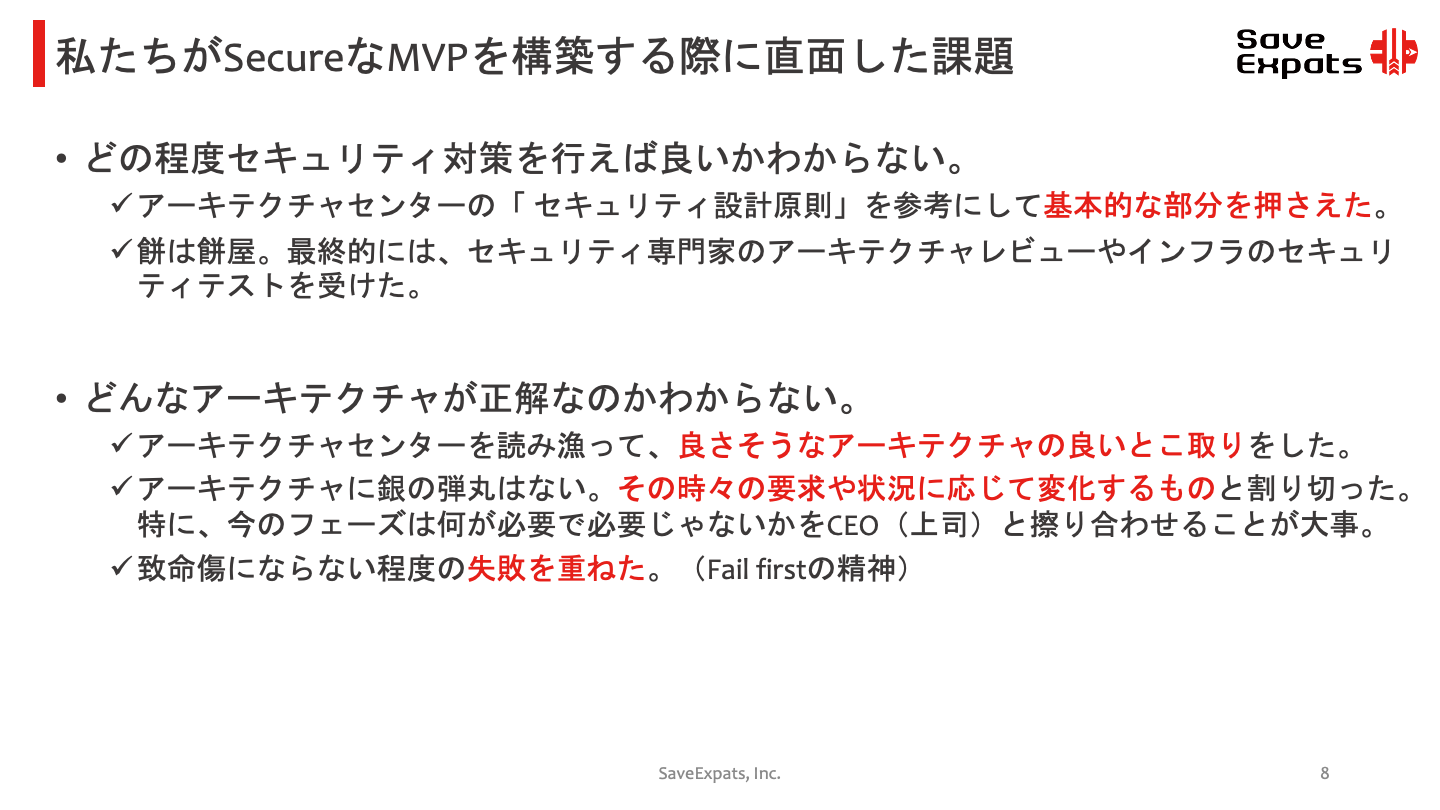 私たちがSecureなMVPを構築する際に直面した課題
Save
Expats
• どの程度セキュリティ対策を行えば良いかわからない。
✓アーキテクチャセンターの「 セキュリティ設計原則」を参考にして基本的な部分を押さえた。
✓餅は餅屋。最終的には、セキュリティ専門家のアーキテクチャレビューやインフラのセキュリ
ティテストを受けた。
• どんなアーキテクチャが正解なのかわからない。
✓アーキテクチャセンターを読み漁って、良さそうなアーキテクチャの良いとこ取りをした。
✓アーキテクチャに銀の弾丸はない。その時々の要求や状況に応じて変化するものと割り切った。
特に、今のフェーズは何が必要で必要じゃないかをCEO（上司）と擦り合わせることが大事。
✓致命傷にならない程度の失敗を重ねた。（Fail firstの精神）
SaveExpats, Inc.
8